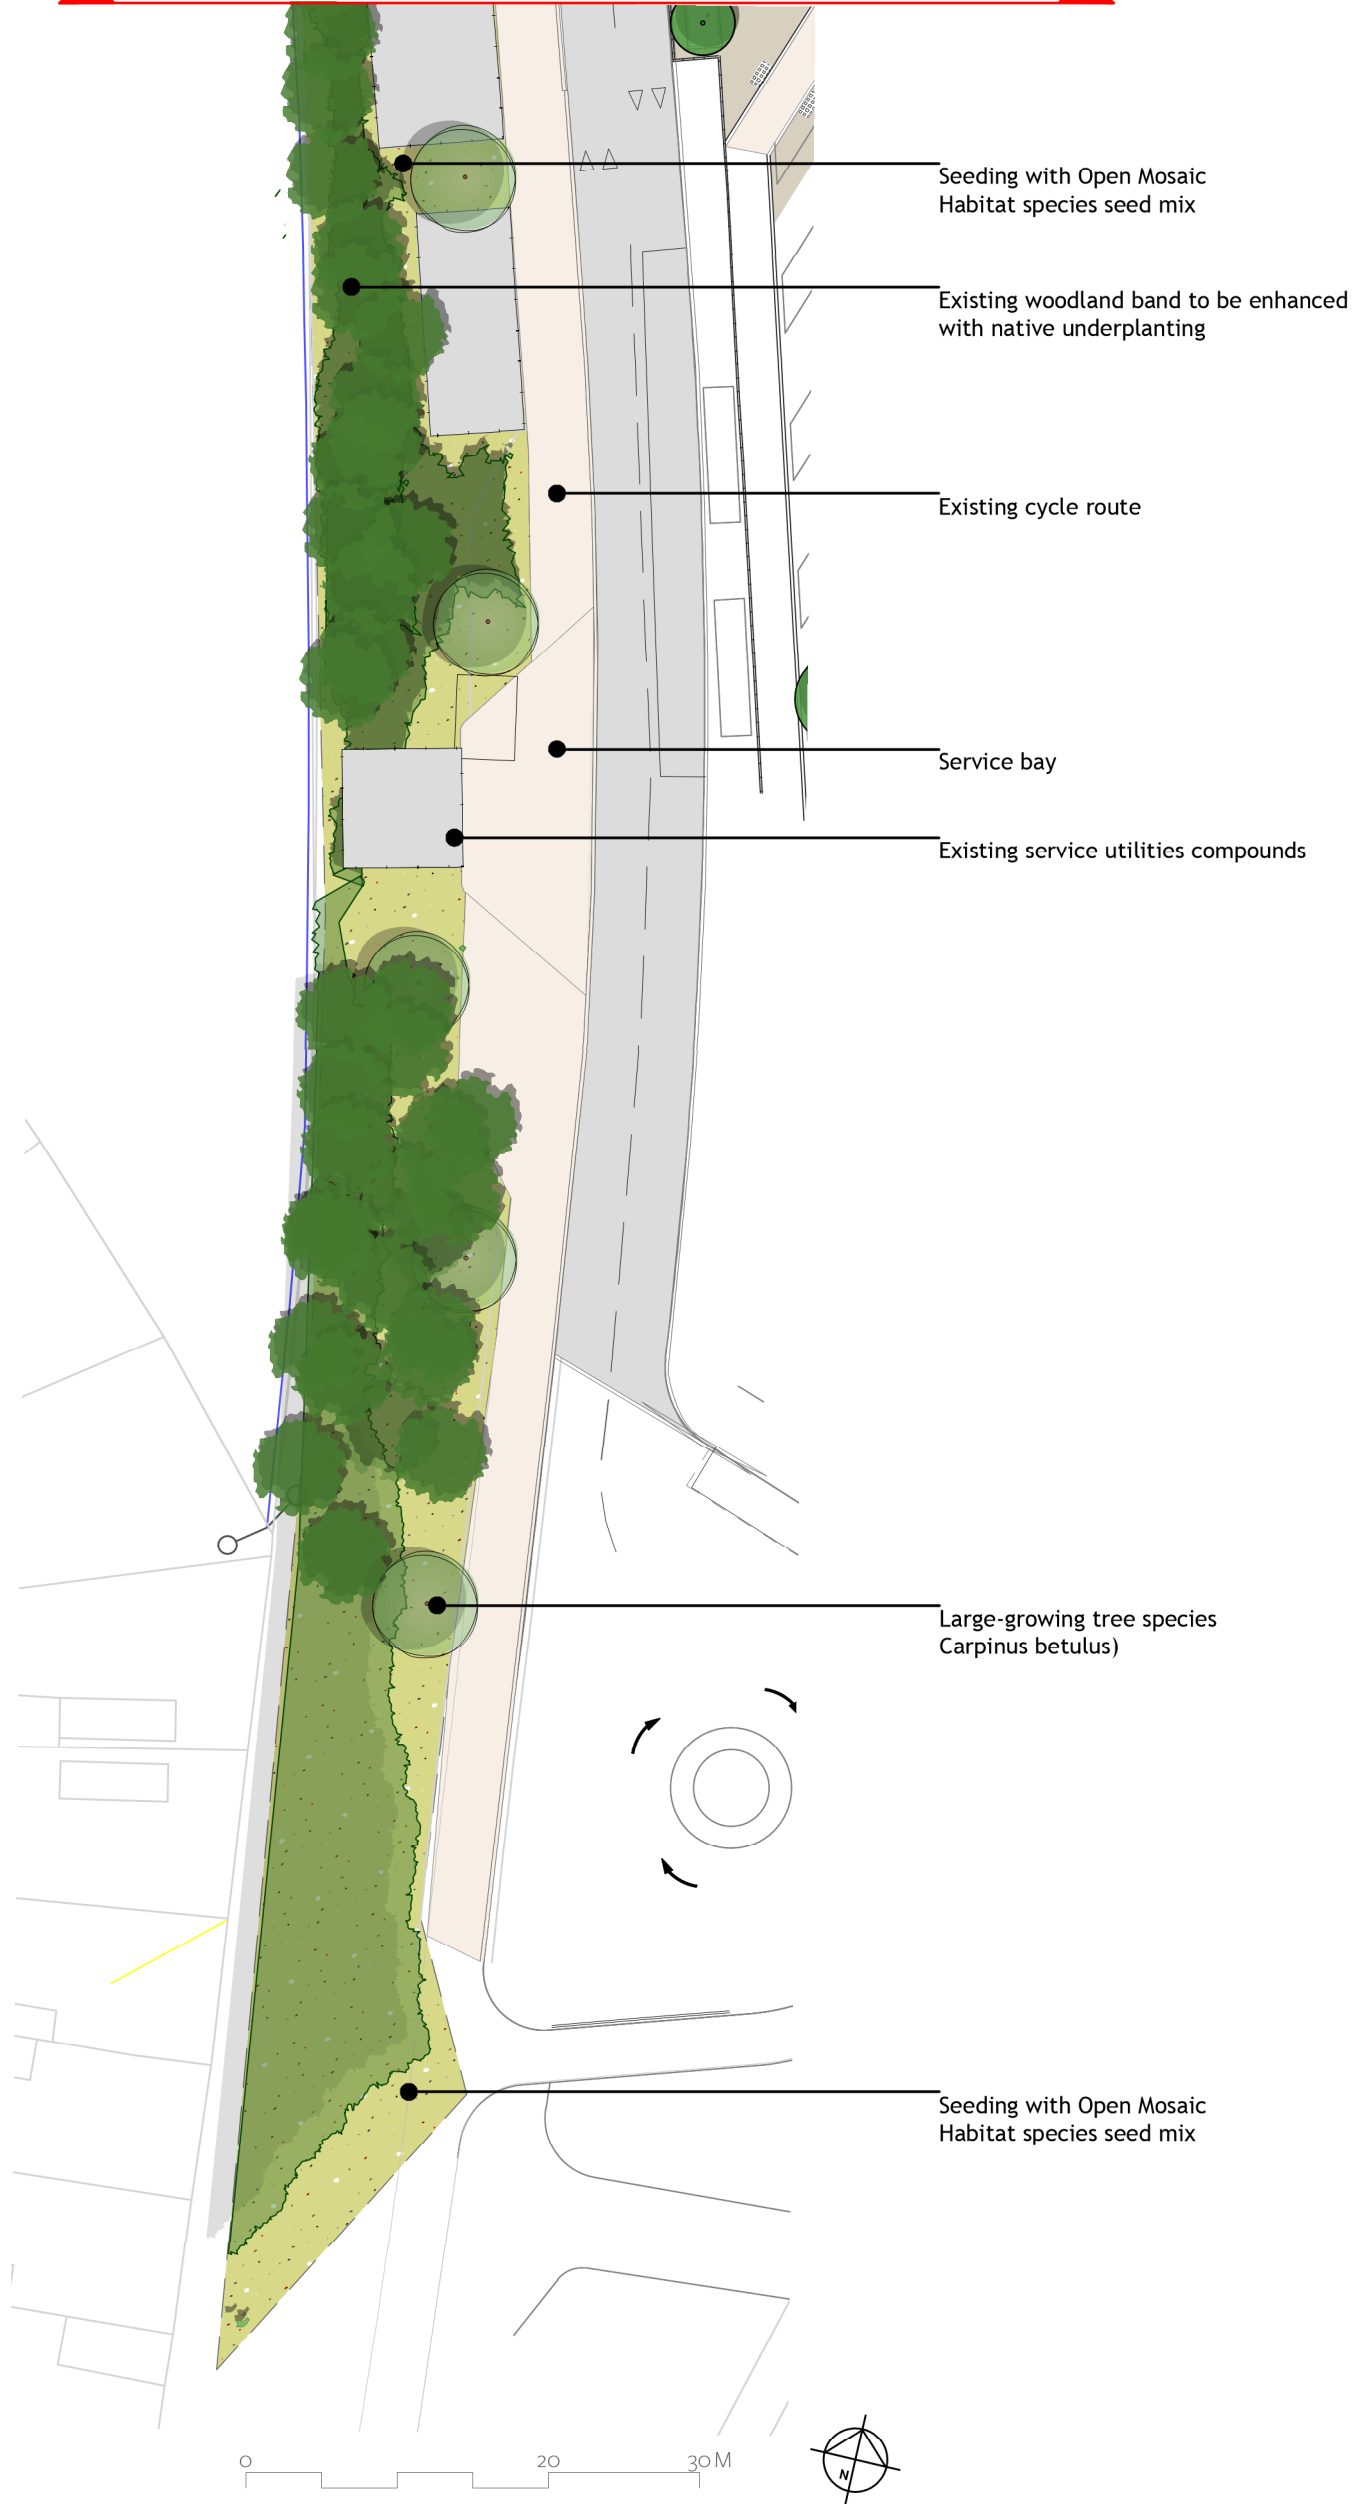 Seeding with Open Mosaic
Habitat species seed mix
Existing woodland band to be enhanced
with native underplanting
Existing cycle route
Service bay
Existing service utilities compounds
Large-growing tree species
Carpinus betulus)
Seeding with Open Mosaic
Habitat species seed mix
0 20 30 M
N